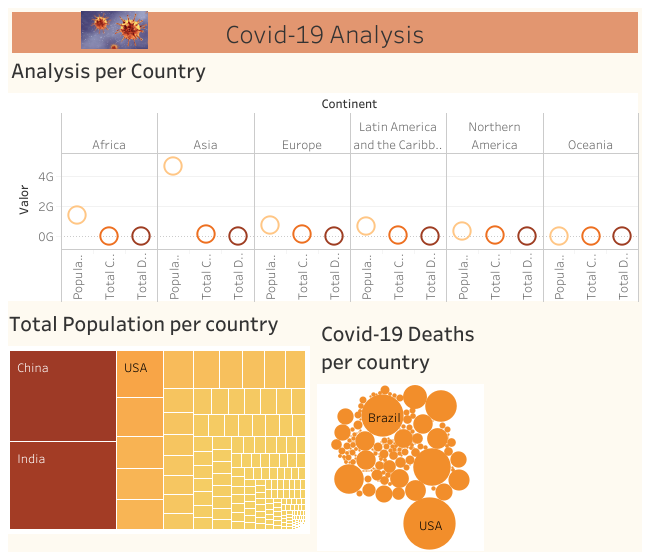 Covid-19 Analysis
Analysis per Country
Continent
Africa
Asia
Europe
Latin America
and the Caribb..
Northern
America
Oceania
Valor
4G
2G
0G
Popula..
Total C..
Total D..
Popula..
Total C..
Total D..
Popula..
Total C..
Total D..
Popula..
Total C..
Total D..
Popula..
Total C..
Total D..
Popula..
Total C..
Total D..
Total Population per country
China
USA
India
Covid-19 Deaths
per country
Brazil
USA